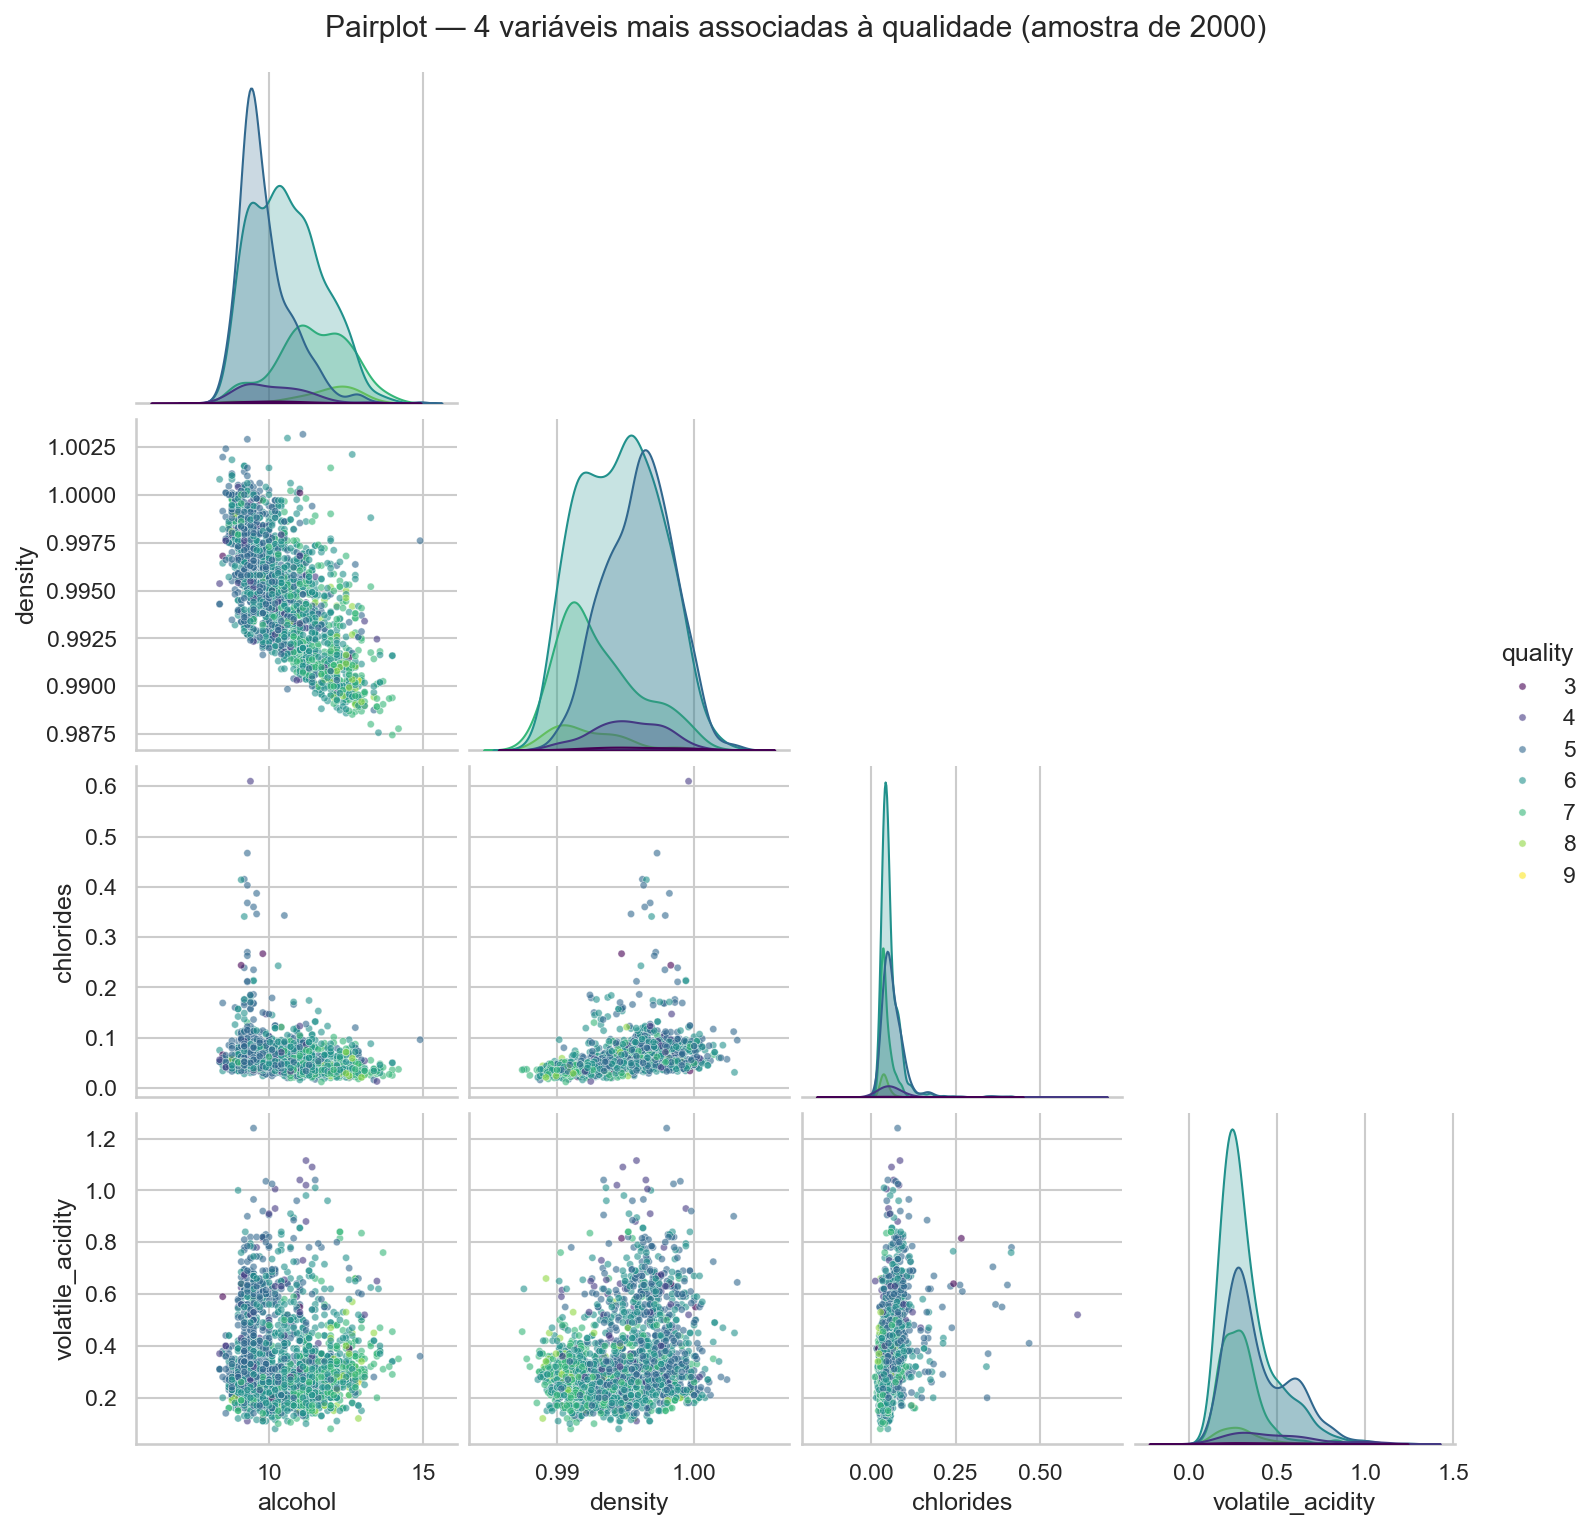 Pairplot — 4 variáveis mais associadas à qualidade (amostra de 2000)
density
1.0025
1.0000
0.9975
0.9950
0.9925
0.9900
0.9875
chlorides
0.6
0.5
0.4
0.3
0.2
0.1
0.0
volatile_acidity
1.2
1.0
0.8
0.6
0.4
0.2
10 15
alcohol
0.99 1.00
density
0.00 0.25 0.50
chlorides
0.0 0.5 1.0 1.5
volatile_acidity
quality
3
4
5
6
7
8
9